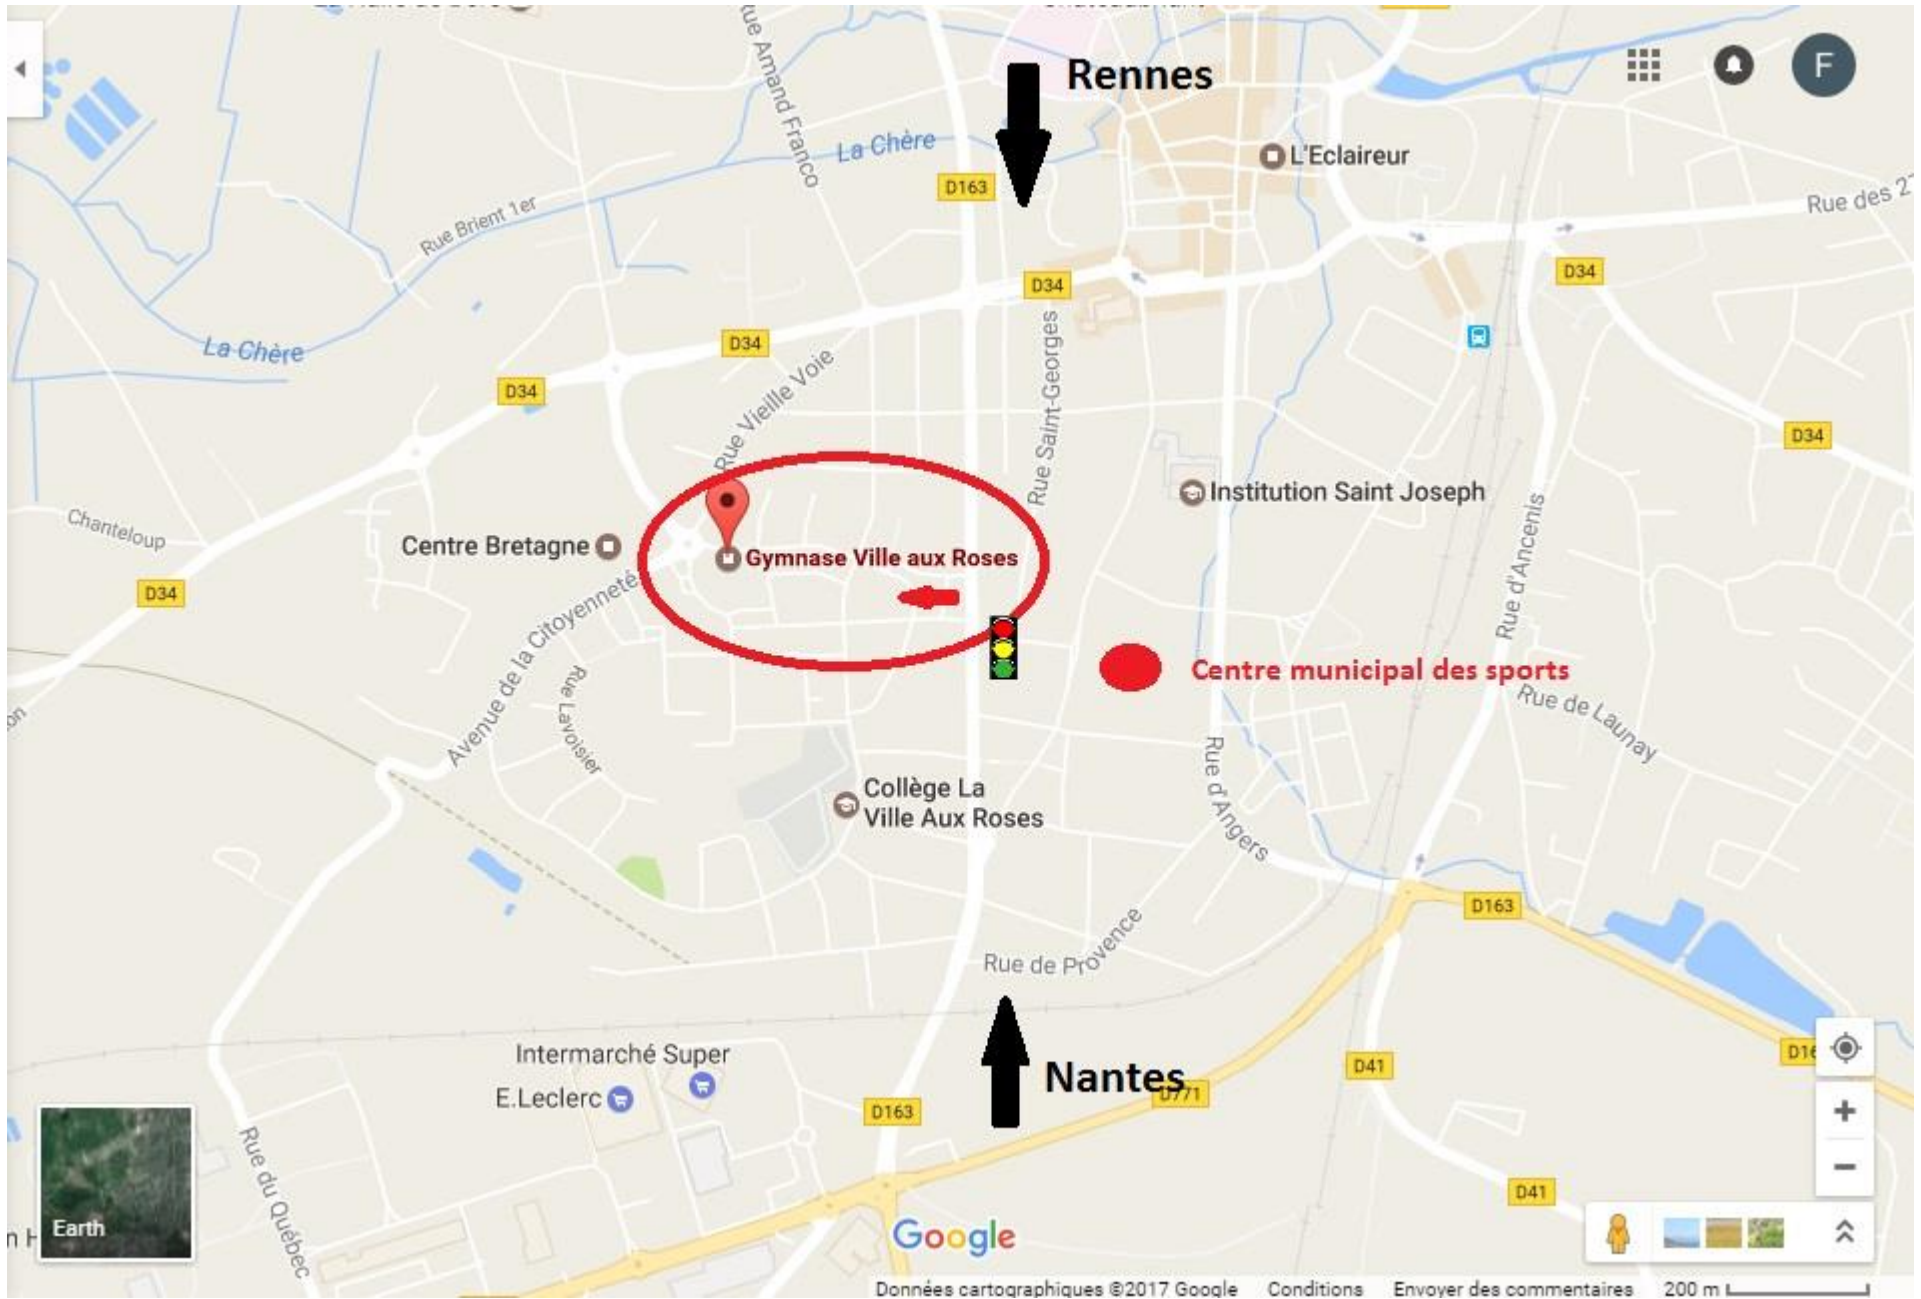 Rennes
F
Rue Amand Franco
La Chère
L'Eclaireur
D163
Rue des 2
Rue Brient 1er
D34
D34
La Chère
D34
Rue Vieille Voie
D34
Rue Saint-Georges
D34
Institution Saint Joseph
Chanteloup
Centre Bretagne
Gymnase Ville aux Roses
Rue d'Ancenis
D34
Avenue de la Citoyenneté
Centre municipal des sports
Rue Lavoisier
Rue de Launay
Rue d'Angers
Collège La
Ville Aux Roses
D163
Rue de Provence
Intermarché Super
E.Leclerc
Nantes
D771
D41
D16
D163
Rue du Québec
D41
Earth
Google
Données cartographiques ©2017 Google Conditions Envoyer des commentaires 200 m